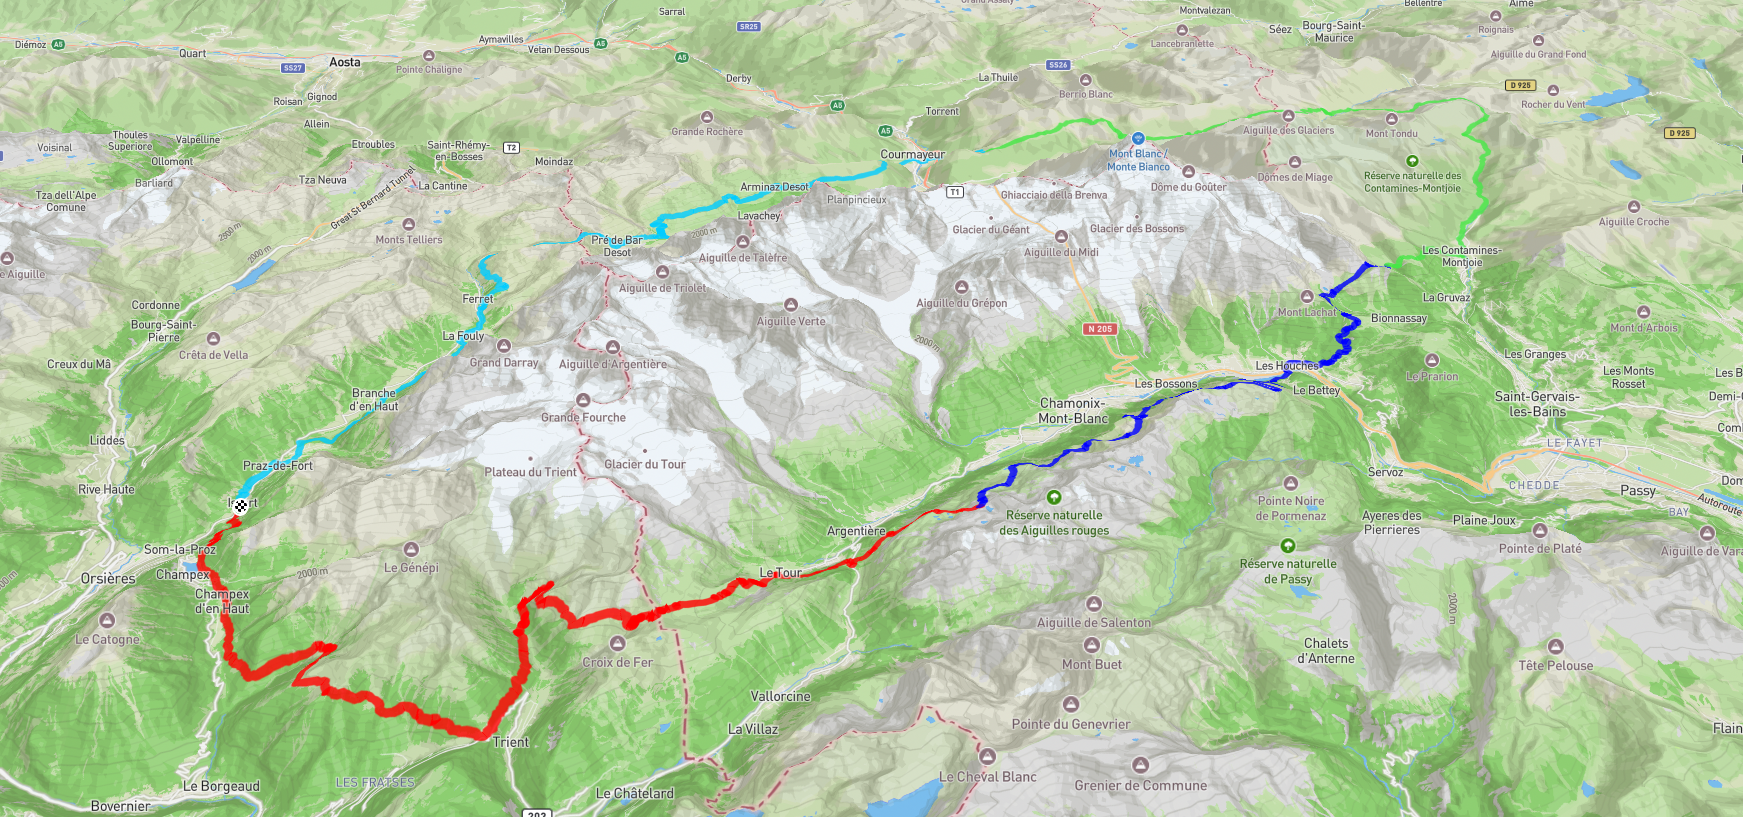 Sarral
Grand Assaly
Montvalezan
Bellentre
Aime
Diémoz
A5
Quart
SS27
Aosta
Aymavilles
Vetan Dessous
A5
SR25
Pointe Chaligne
A5
Derby
Roisan
Gignod
Allein
Thoules
Superiore
Valpelline
Voisinal
Ollomont
Etroubles
Saint-Rhémy-
en-Bosses
T2
Moindaz
Barliard
Tza dell'Alpe
Comune
Tza Neuva
La Cantine
Great St Bernard Tunnel
2000 m
2000 m
Monts Telliers
Grande Rochère
A5
A5
Torrent
La Thuile
SS26
Berrio Blanc
Lancebranlette
Séez
Bourg-Saint-
Maurice
Roignais
Aiguille du Grand Fond
D 925
Rocher du Vent
D 925
Courmayeur
Mont Blanc /
Monte Bianco
Aiguille des Glaciers
Mont Tondu
Dôme du Goûter
Dômes de Miage
Réserve naturelle des
Contamines-Montjoie
Arminaz Desot
Planpincieux
T1
Ghiacciaio della Brenva
Lavachey
2000 m
Pré de Bar
Desot
Aiguille de Talèfre
Glacier du Géant
Glacier des Bossons
Aiguille du Midi
Aiguille Croche
Les Contamines-
Montjoie
Aiguille de Triolet
Aiguille du Grépon
Aiguille Verte
Mont Lachat
Bionnassay
La Gruvaz
Mont d'Arbois
e Aiguille
Cordonne
Bourg-Saint-
Pierre
Creux du Mâ
Crêta de Vella
Ferret
La Fouly
Grand Darray
Aiguille d'Argentière
2000 m
N 205
Les Houches
Le Bettey
Le Prarion
Les Granges
Les Monts
Rosset
Les B
Demi-
Com
Saint-Gervais-
les-Bains
LE FAYET
Les Bossons
Chamonix-
Mont-Blanc
Branche
d'en Haut
Grande Fourche
Liddes
Praz-de-Fort
Plateau du Trient
Glacier du Tour
Servoz
CHEDDE
Passy
Dom
Autoroute
BAY
Rive Haute
Réserve naturelle
des Aiguilles rouges
Pointe Noire
de Pormenaz
Ayères des
Pierrieres
Plaine Joux
Pointe de Platé
Aiguille de Vara
Argentière
Som-la-Proz
Le Génépi
Le Tour
Réserve naturelle
de Passy
Orsières
Champex
2000 m
Champex
d'en Haut
Le Catogne
Croix de Fer
Aiguille de Salenton
Mont Buet
Chalets
d'Anterne
2000 m
Tête Pelouse
Vallorcine
Pointe du Genevrier
La Villaz
Flain
Trient
LES FRATSES
Le Borgeaud
Bovernier
Le Châtelard
Le Cheval Blanc
Grenier de Commune
203